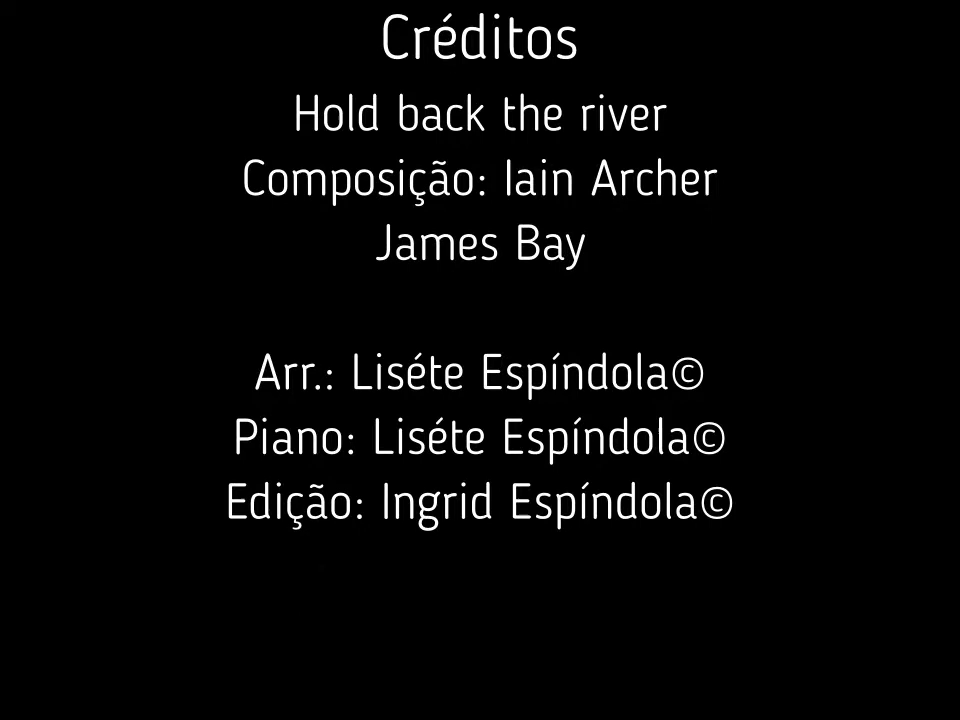 Créditos
Hold back the river
Composição: Iain Archer
James Bay
Arr.: Liséte Espíndola©
Piano: Liséte Espíndola©
Edição: Ingrid Espíndola©